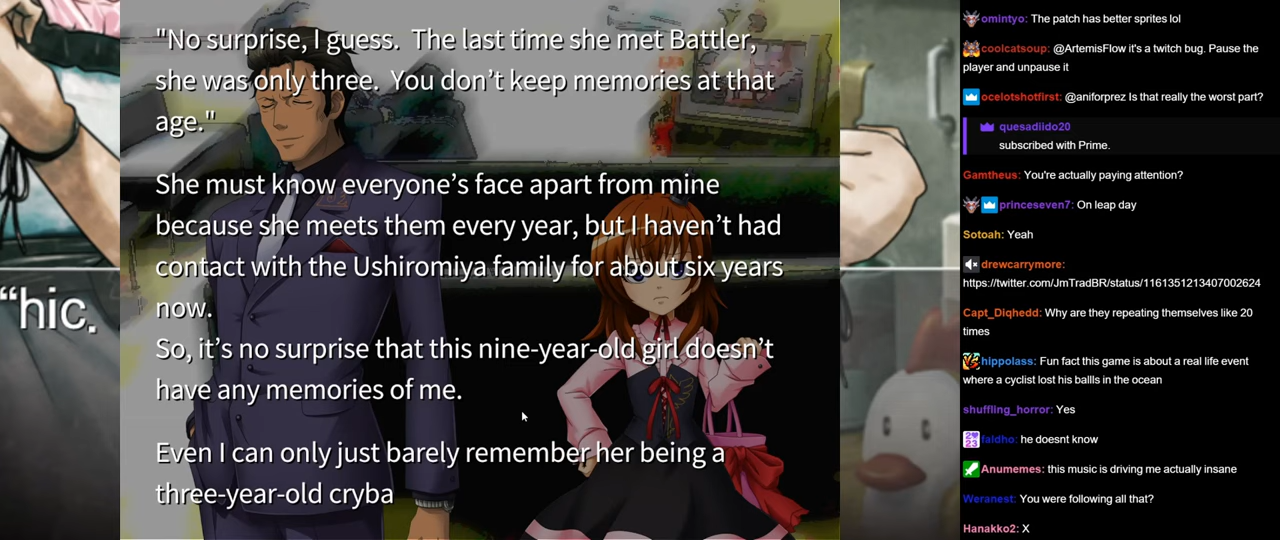 "No surprise, I guess.  The last time she met Battler,
she was only three.  You don't keep memories at that
age."
She must know everyone's face apart from mine
because she meets them every year, but I haven't had
contact with the Ushiromiya family for about six years
now.
So, it's no surprise that this nine-year-old girl doesn't
have any memories of me.
Even I can only just barely remember her being a
three-year-old cryba
"hic.
omintyo: The patch has better sprites lol
coolcatsoup: @ArtemisFlow it's a twitch bug. Pause the
player and unpause it
ocelotshotfirst: @aniforprez Is that really the worst part?
quesadiido20
subscribed with Prime.
Gamtheus: You're actually paying attention?
princeseven7: On leap day
Sotoah: Yeah
drewcarrymore:
https://twitter.com/JmTradBR/status/1161351213407002624
Capt_Diqhedd: Why are they repeating themselves like 20
times
hippolass: Fun fact this game is about a real life event
where a cyclist lost his ballls in the ocean
shuffling_horror: Yes
faldho: he doesnt know
Anumemes: this music is driving me actually insane
Weranest: You were following all that?
Hanakko2: X